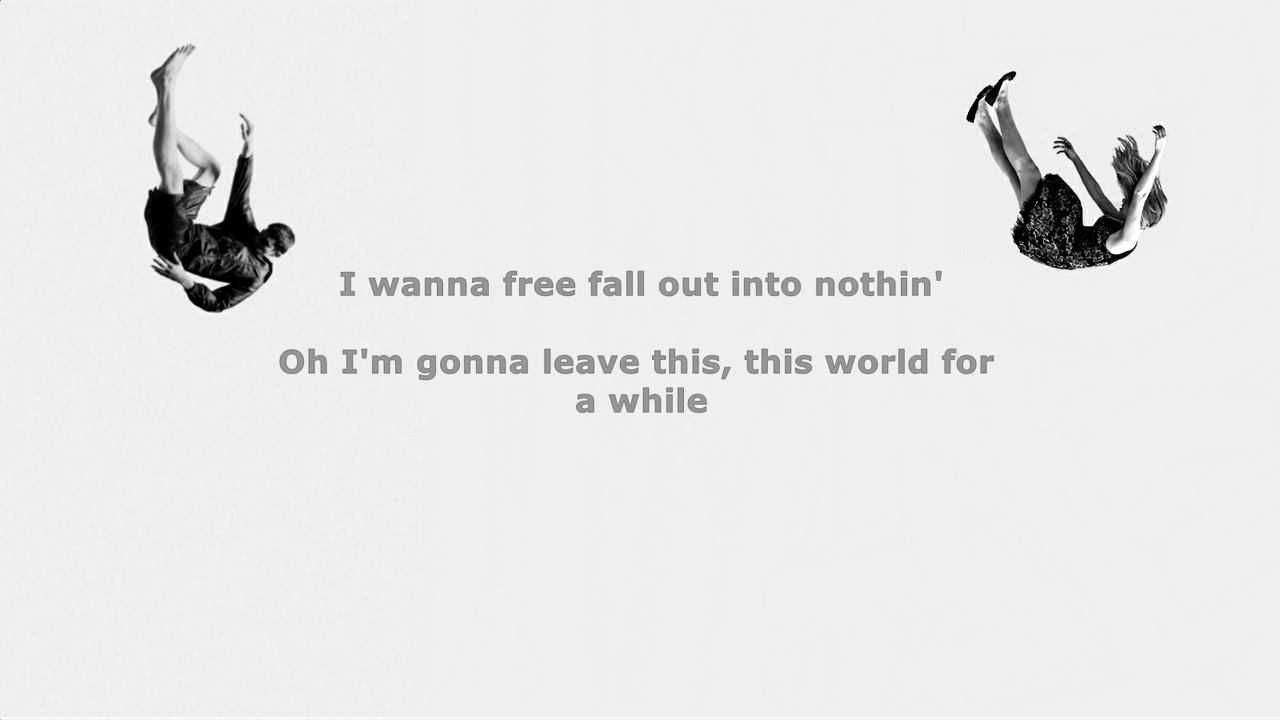 I wanna free fall out into nothin'
Oh I'm gonna leave this, this world for
a while